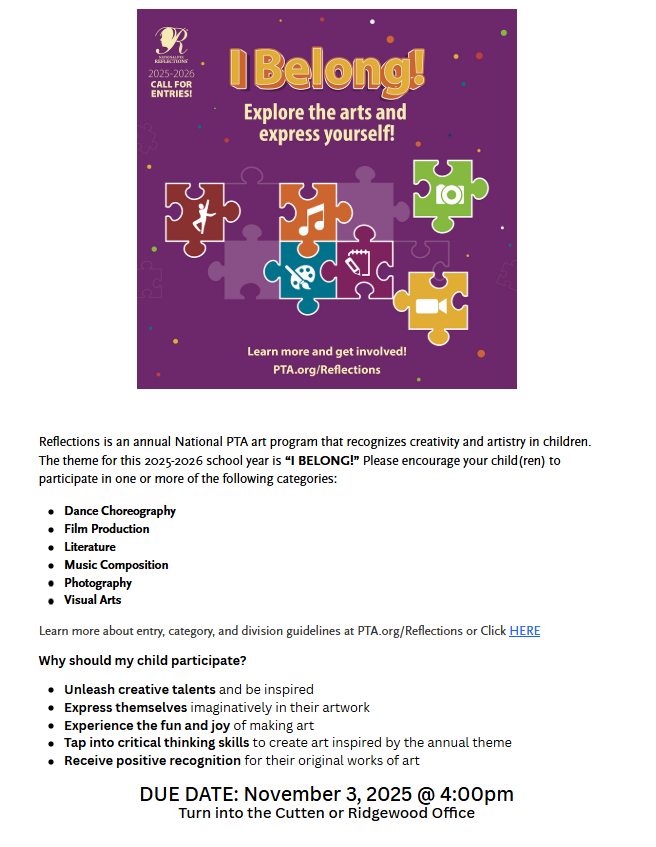 R
NATIONAL PTA
REFLECTIONS
2025-2026
CALL FOR
ENTRIES!
I Belong!
Explore the arts and
express yourself!
Learn more and get involved!
PTA.org/Reflections
Reflections is an annual National PTA art program that recognizes creativity and artistry in children.
The theme for this 2025-2026 school year is “I BELONG!” Please encourage your child(ren) to
participate in one or more of the following categories:
• Dance Choreography
• Film Production
• Literature
• Music Composition
• Photography
• Visual Arts
Learn more about entry, category, and division guidelines at PTA.org/Reflections or Click HERE
Why should my child participate?
• Unleash creative talents and be inspired
• Express themselves imaginatively in their artwork
• Experience the fun and joy of making art
• Tap into critical thinking skills to create art inspired by the annual theme
• Receive positive recognition for their original works of art
DUE DATE: November 3, 2025 @ 4:00pm
Turn into the Cutten or Ridgewood Office